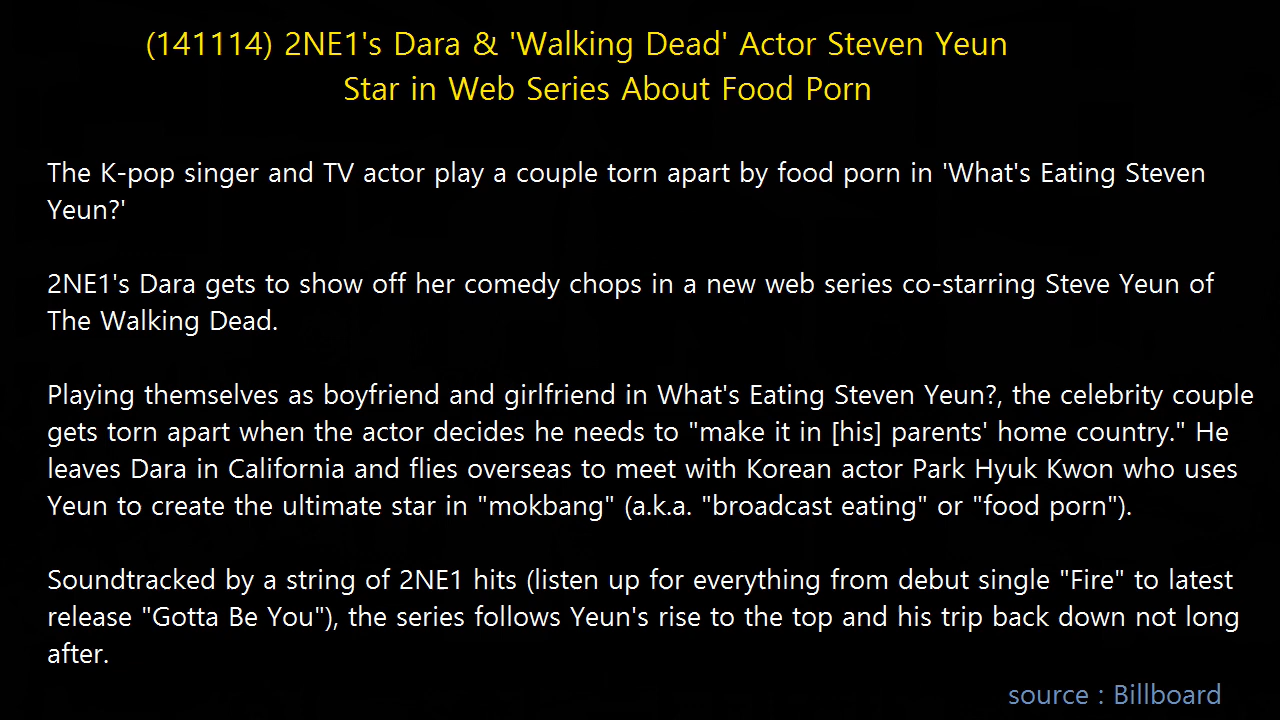 (141114) 2NE1's Dara & 'Walking Dead' Actor Steven Yeun
Star in Web Series About Food Porn
The K-pop singer and TV actor play a couple torn apart by food porn in 'What's Eating Steven
Yeun?'
2NE1's Dara gets to show off her comedy chops in a new web series co-starring Steve Yeun of
The Walking Dead.
Playing themselves as boyfriend and girlfriend in What's Eating Steven Yeun?, the celebrity couple
gets torn apart when the actor decides he needs to "make it in [his] parents' home country." He
leaves Dara in California and flies overseas to meet with Korean actor Park Hyuk Kwon who uses
Yeun to create the ultimate star in "mokbang" (a.k.a. "broadcast eating" or "food porn").
Soundtracked by a string of 2NE1 hits (listen up for everything from debut single "Fire" to latest
release "Gotta Be You"), the series follows Yeun's rise to the top and his trip back down not long
after.
source : Billboard